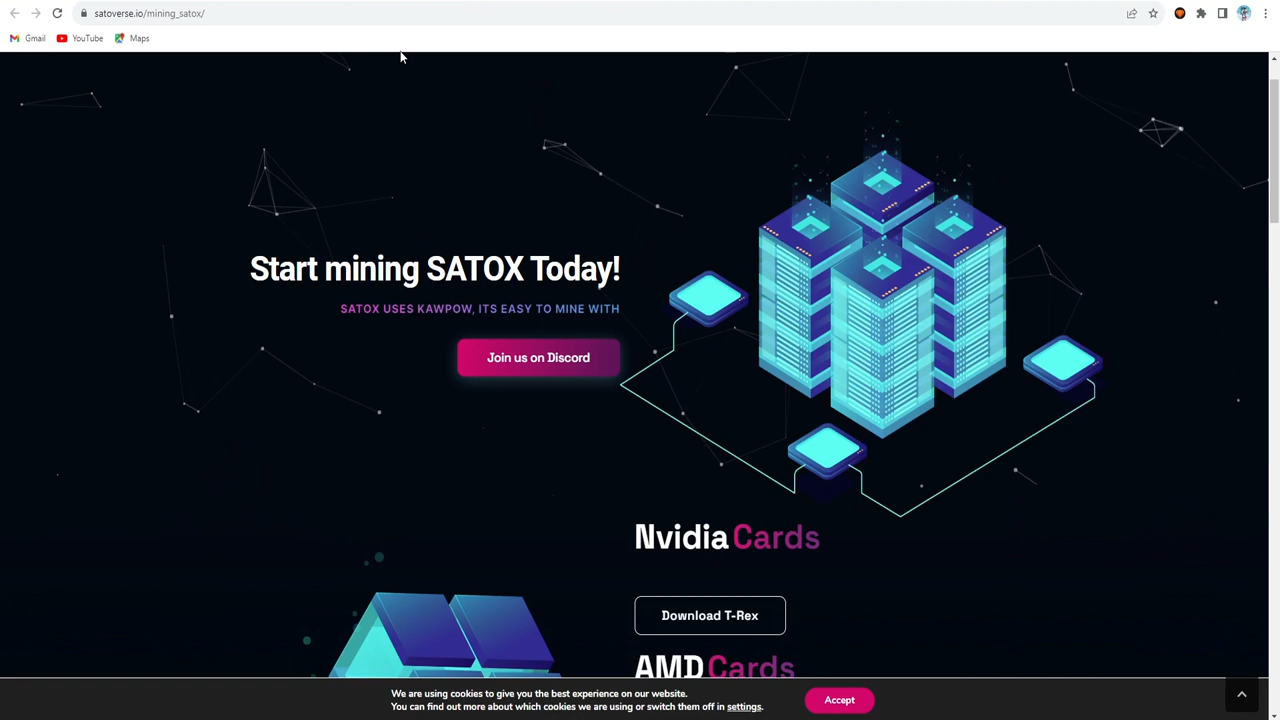 satoverse.io/mining_satox/
Gmail
YouTube
Maps
Start mining SATOX Today!
SATOX USES KAWPOW, ITS EASY TO MINE WITH
Join us on Discord
Nvidia Cards
Download T-Rex
AMD Cards
We are using cookies to give you the best experience on our website.
You can find out more about which cookies we are using or switch them off in settings.
Accept